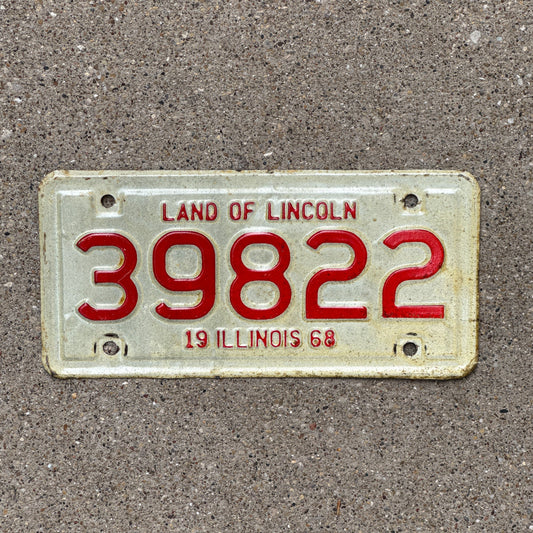 LAND OF LINCOLN
39822
19 ILLINOIS 68